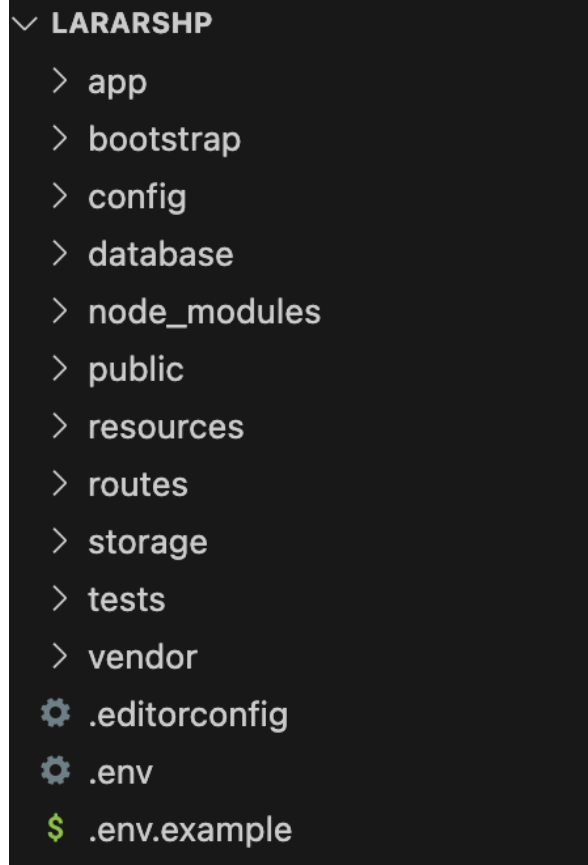 LARARSHP
app
bootstrap
config
database
node_modules
public
resources
routes
storage
tests
vendor
.editorconfig
.env
$ .env.example